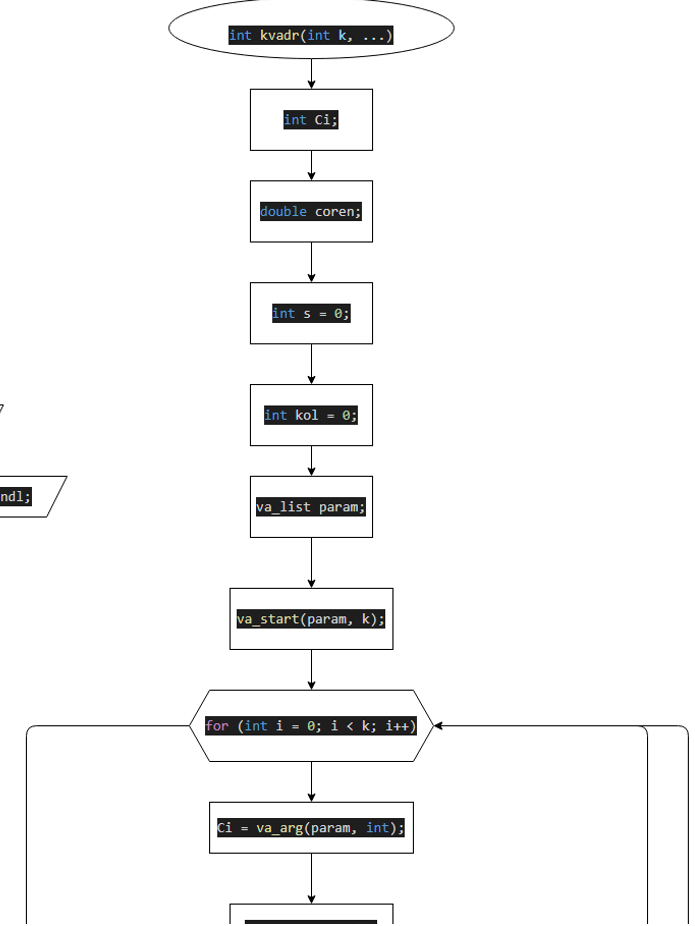 int kvadr(int k, ...)
int Ci;
double coren;
int s = 0;
int kol = 0;
ndl;
va_list param;
va_start(param, k);
for (int i = 0; i < k; i++)
Ci = va_arg(param, int);